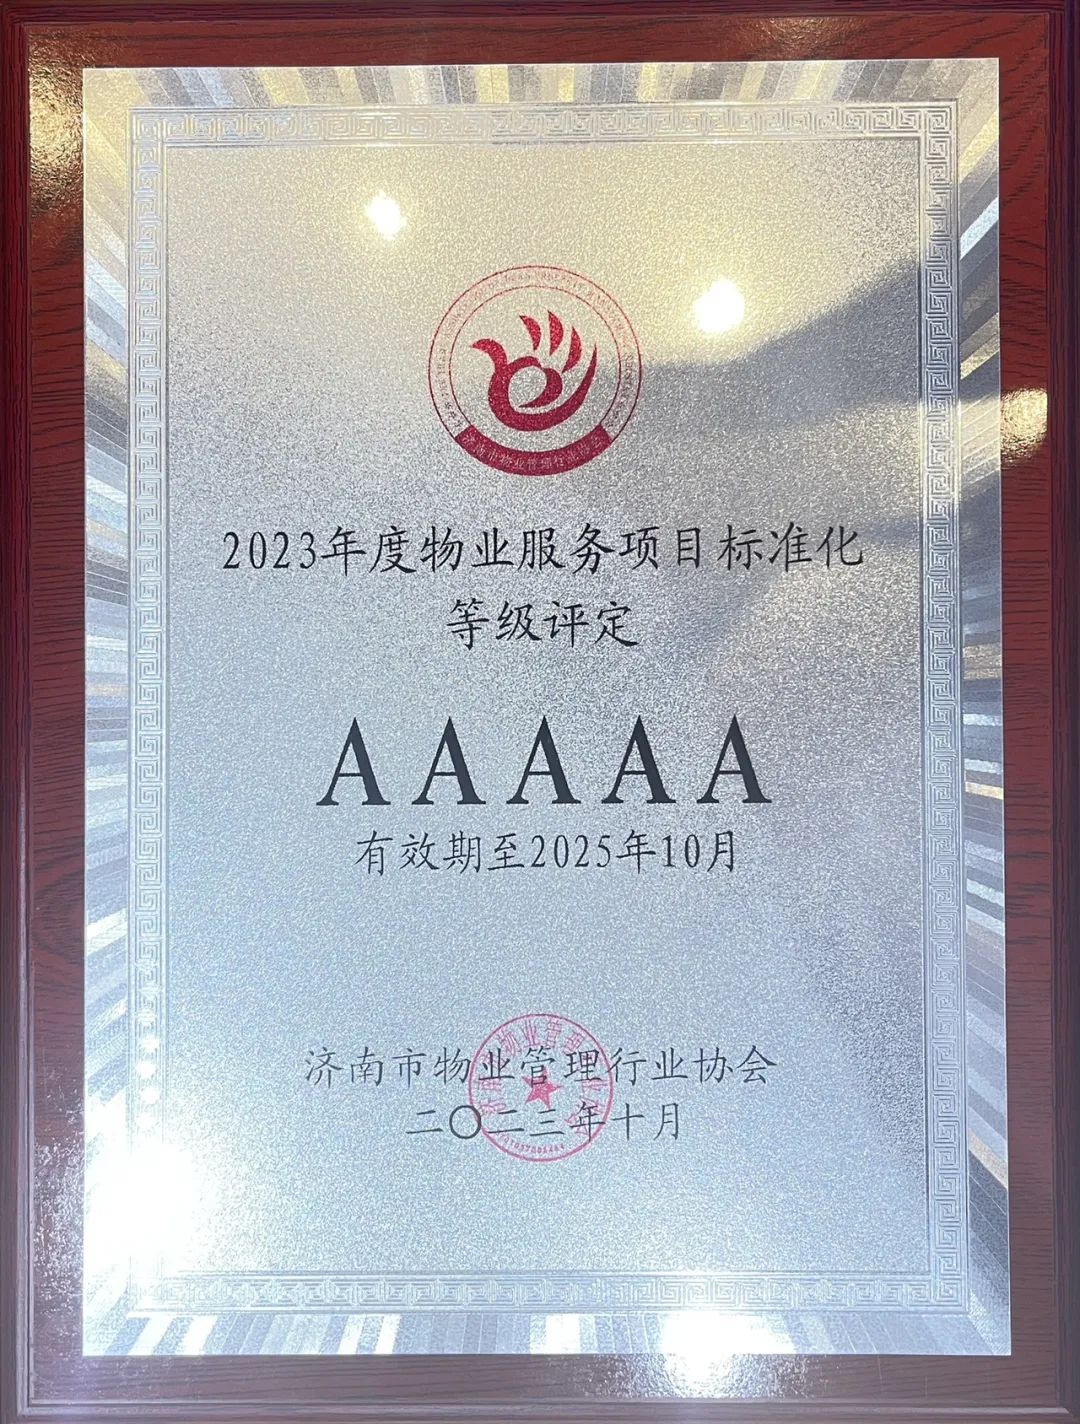 济南市物业管理行业协会
2023年度物业服务项目标准化
等级评定
AAAAA
有效期至2025年10月
济南市物业管理行业协会
二〇二三年十月